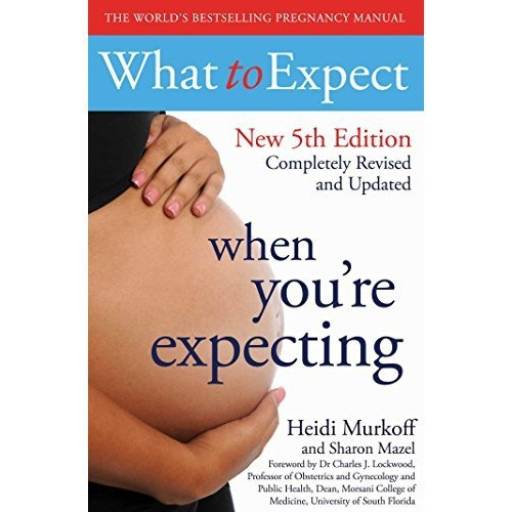 THE WORLD'S BESTSELLING PREGNANCY MANUAL
What to Expect
New 5th Edition
Completely Revised
and Updated
when
you're
expecting
Heidi Murkoff
and Sharon Mazel
Foreword by Dr Charles J. Lockwood,
Professor of Obstetrics and Gynecology and
Public Health, Dean, Morsani College of
Medicine, University of South Florida